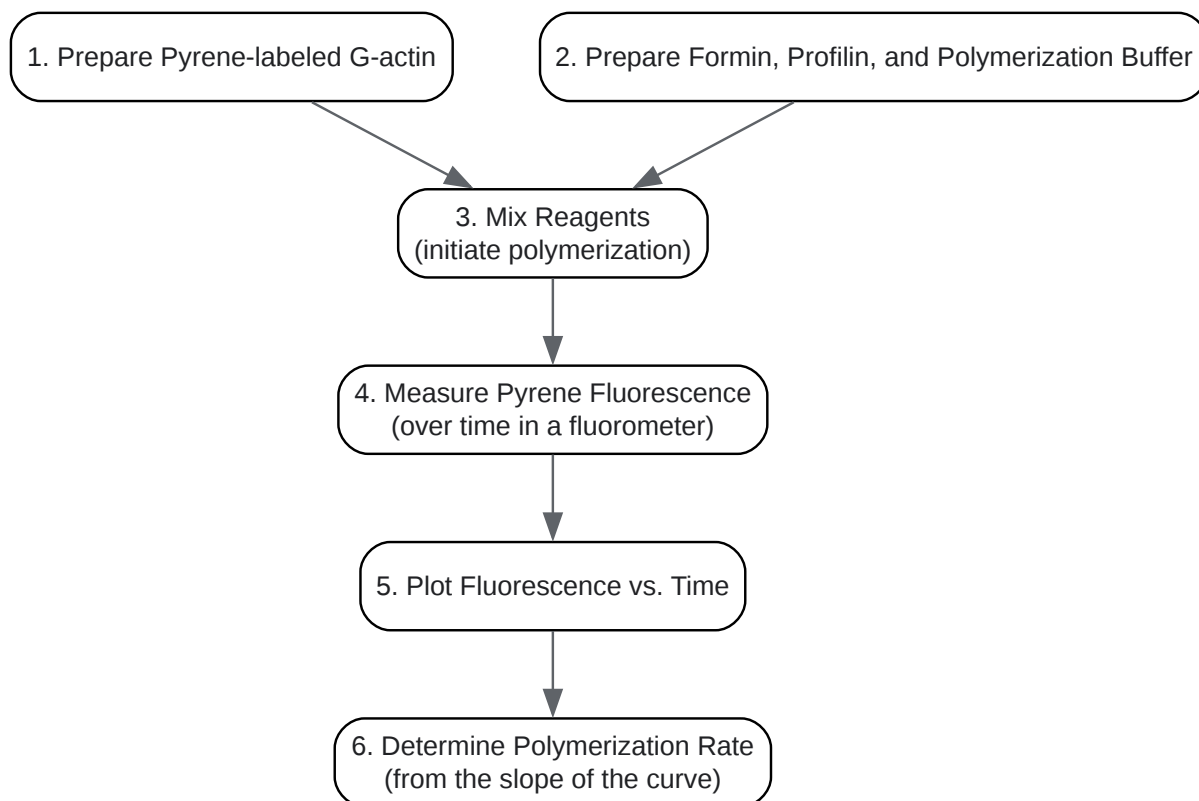 1. Prepare Pyrene-labeled G-actin
2. Prepare Formin, Profilin, and Polymerization Buffer
3. Mix Reagents
(initiate polymerization)
4. Measure Pyrene Fluorescence
(over time in a fluorometer)
5. Plot Fluorescence vs. Time
6. Determine Polymerization Rate
(from the slope of the curve)